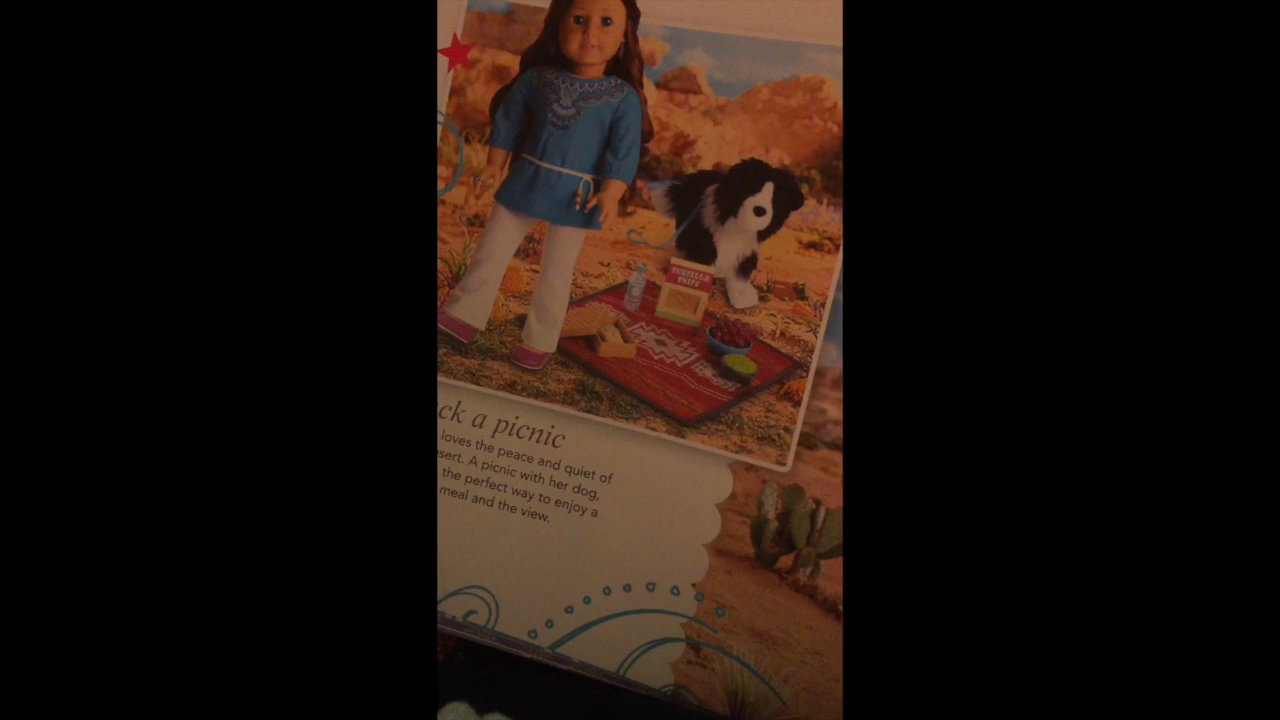 TORTILLA
ck a picnic
loves the peace and quiet of
sert. A picnic with her dog,
the perfect way to enjoy a
meal and the view.